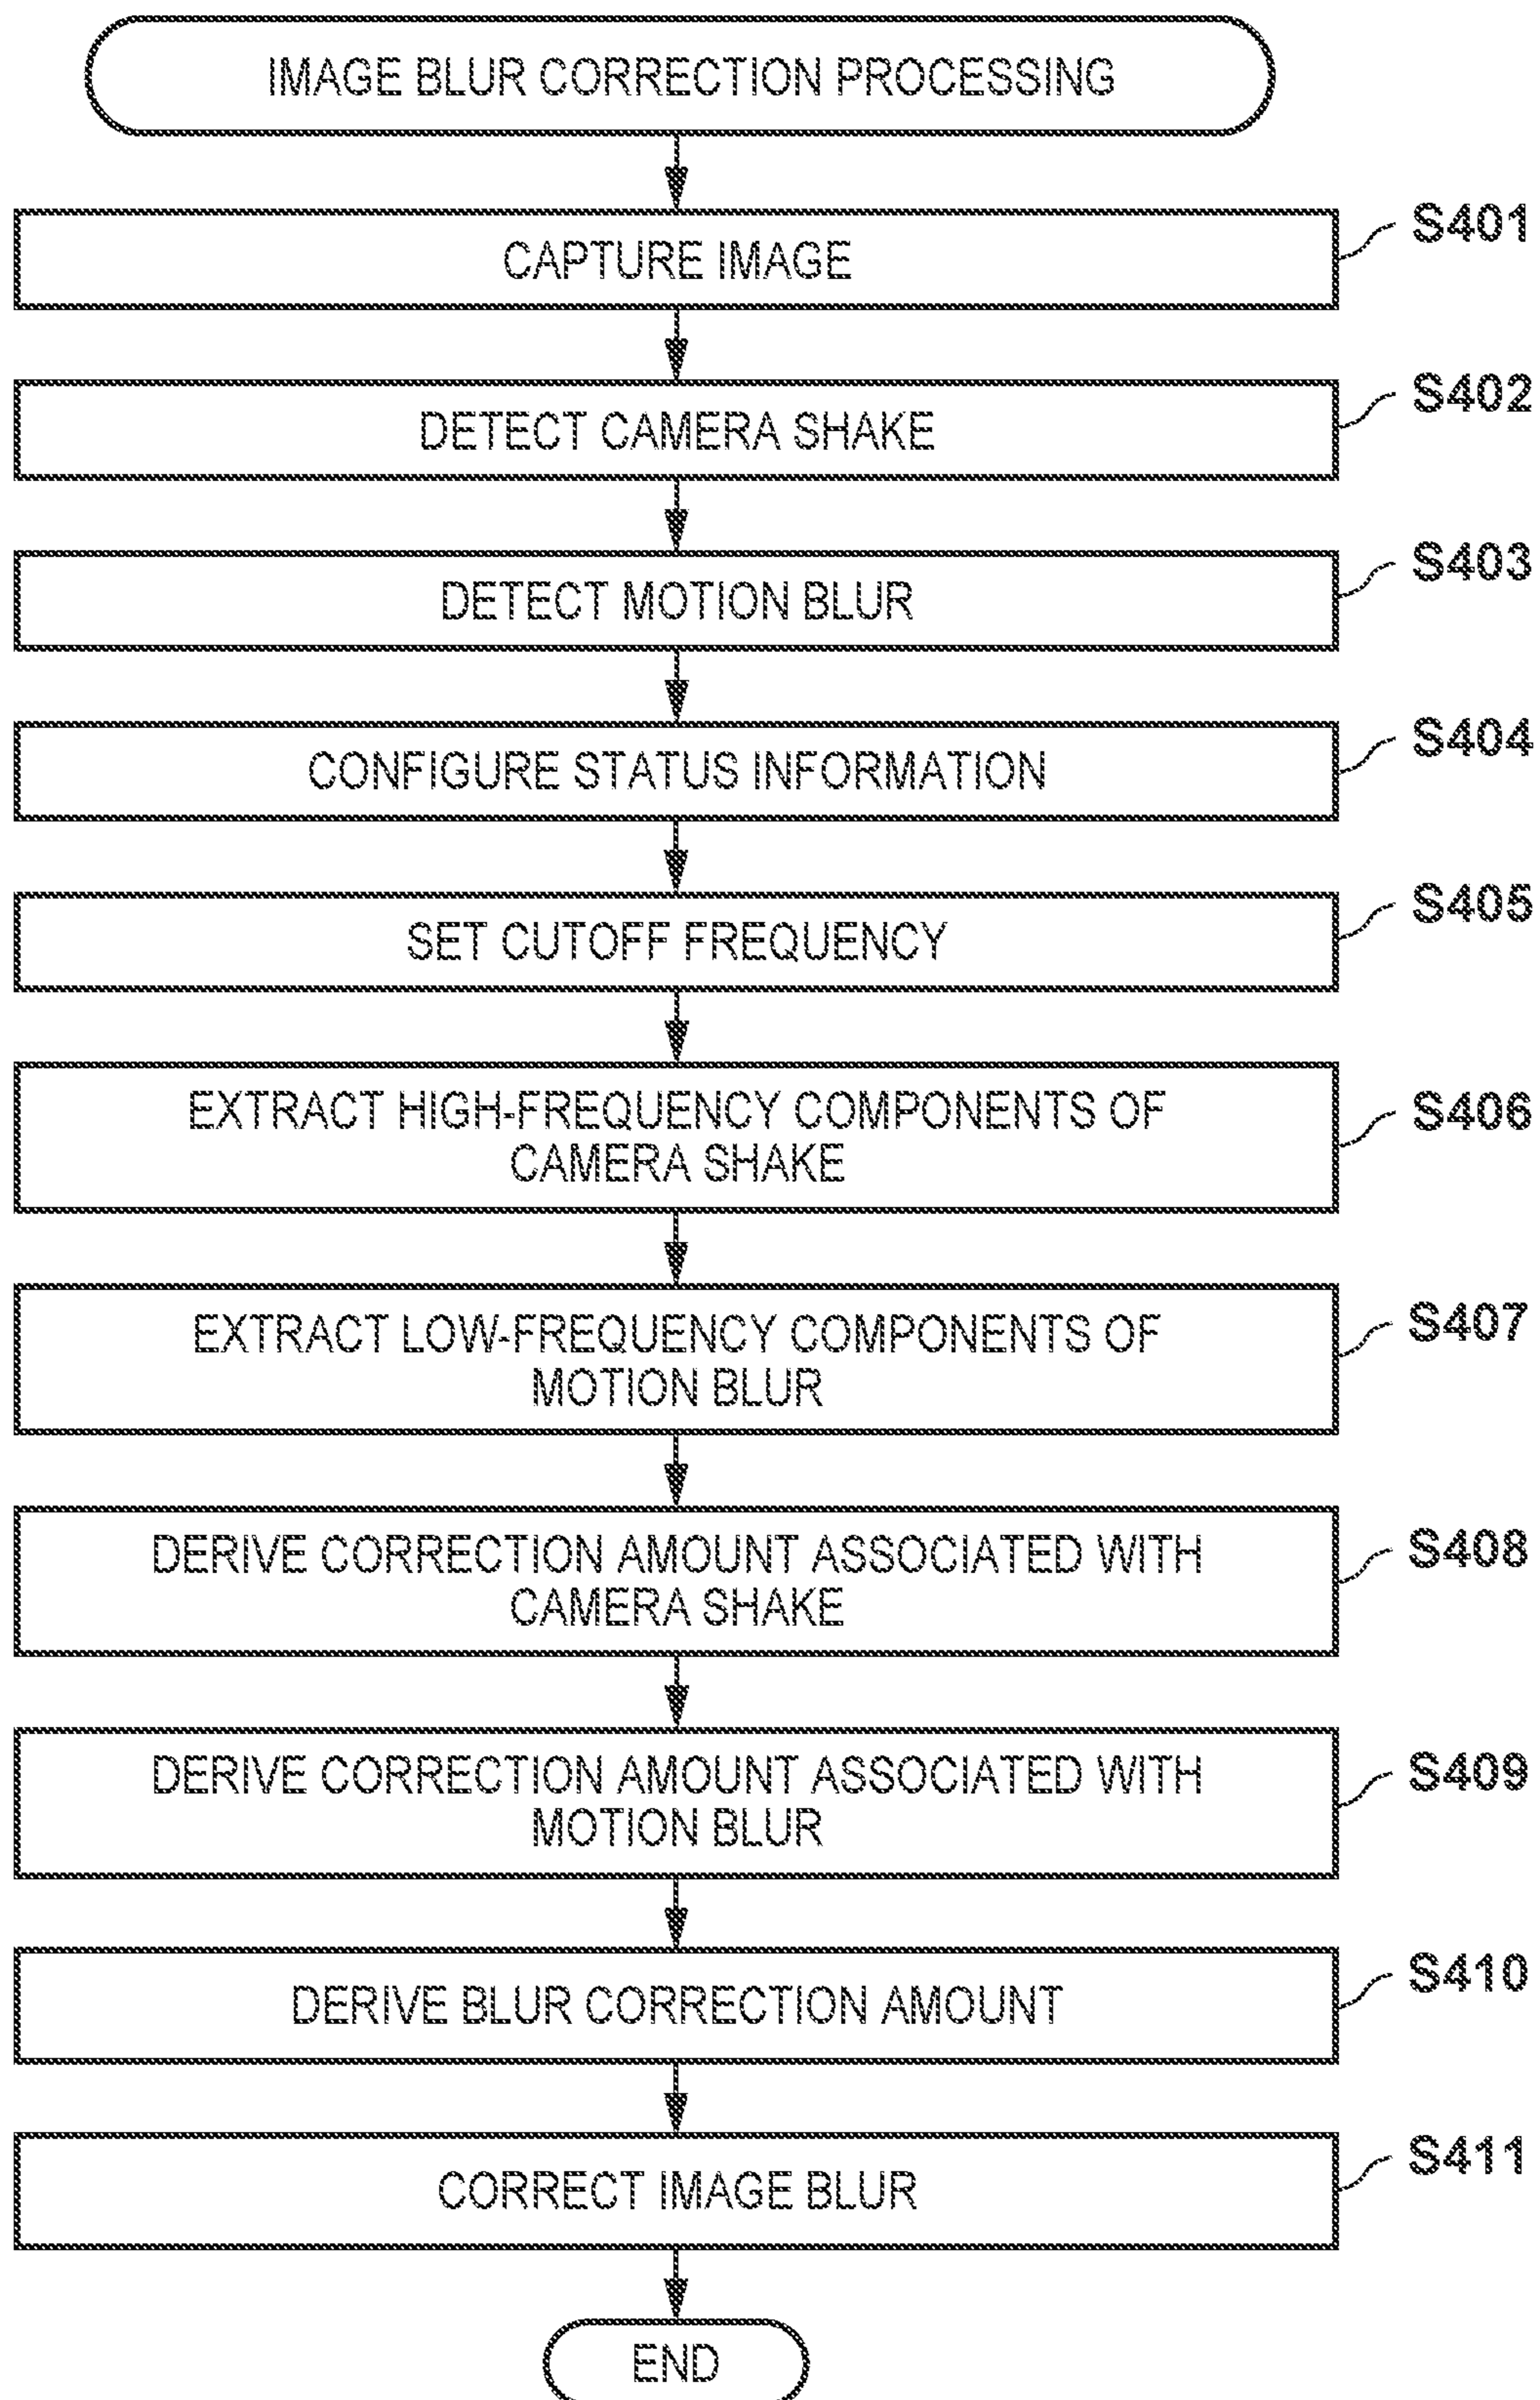 IMAGE BLUR CORRECTION PROCESSING
S401
CAPTURE IMAGE
S402
DETECT CAMERA SHAKE
S403
DETECT MOTION BLUR
S404
CONFIGURE STATUS INFORMATION
S405
SET CUTOFF FREQUENCY
S406
EXTRACT HIGH-FREQUENCY COMPONENTS OF
CAMERA SHAKE
S407
EXTRACT LOW-FREQUENCY COMPONENTS OF
MOTION BLUR
S408
DERIVE CORRECTION AMOUNT ASSOCIATED WITH
CAMERA SHAKE
S409
DERIVE CORRECTION AMOUNT ASSOCIATED WITH
MOTION BLUR
S410
DERIVE BLUR CORRECTION AMOUNT
S411
CORRECT IMAGE BLUR
END